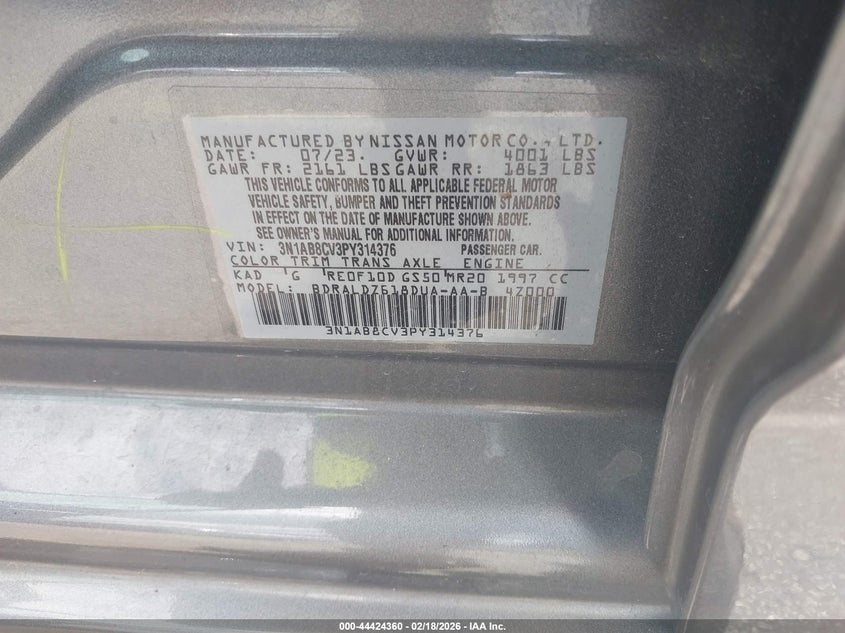 MANUFACTURED BY NISSAN MOTOR CO., LTD.
DATE: 07/23. GVWR: 4001 LBS
GAWR FR: 2161 LBS GAWR RR: 1863 LBS
THIS VEHICLE CONFORMS TO ALL APPLICABLE FEDERAL MOTOR
VEHICLE SAFETY, BUMPER AND THEFT PREVENTION STANDARDS
IN EFFECT ON THE DATE OF MANUFACTURE SHOWN ABOVE.
SEE OWNER'S MANUAL FOR ADDITIONAL INFORMATION.
VIN: 3N1AB8CV3PY314376 PASSENGER CAR.
COLOR TRIM TRANS AXLE ENGINE
KAD G RE0F10D GS50 MR20 1997 CC
MODEL: BDRALDZ618DUA-AA-B 4Z000
3N1AB8CV3PY314376
000-44424360 - 02/18/2026 - IAA Inc.